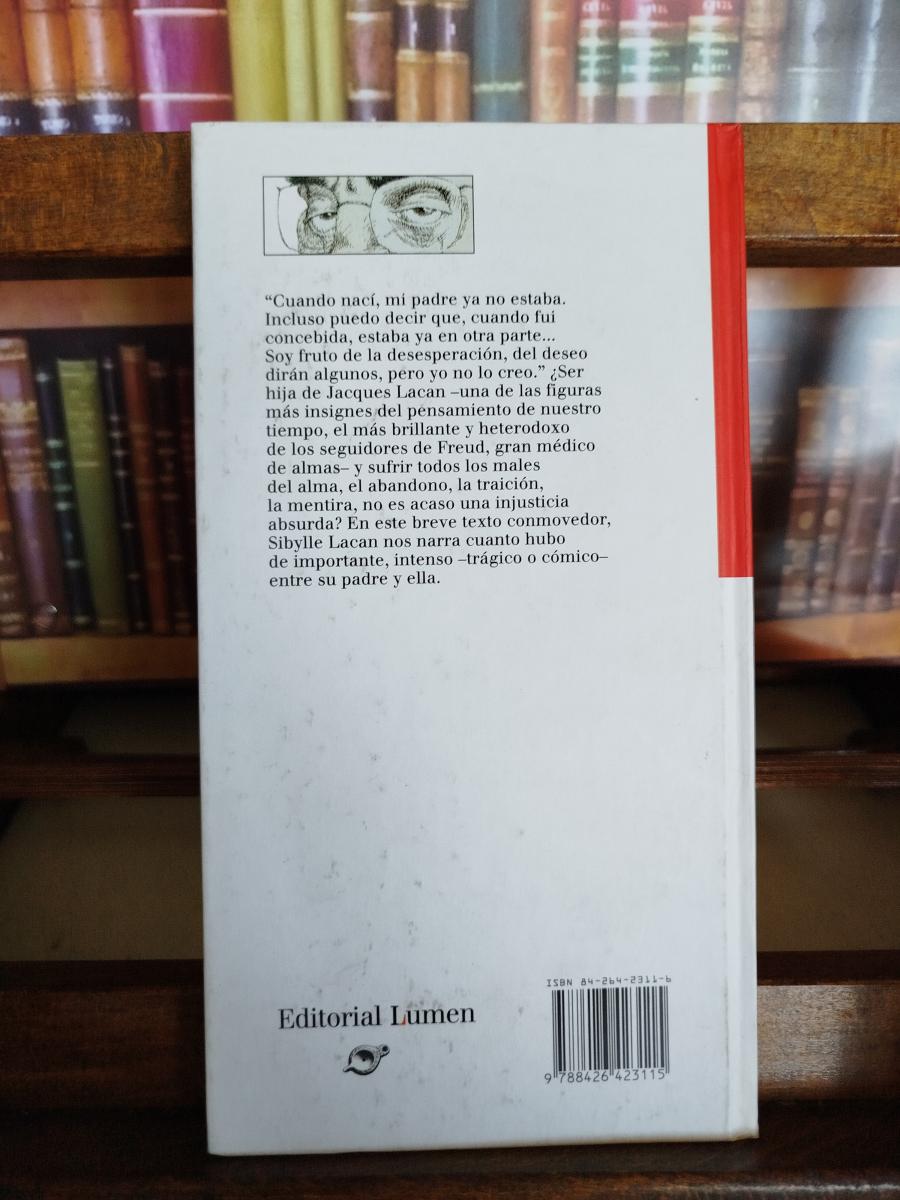 “Cuando nací, mi padre ya no estaba.
Incluso puedo decir que, cuando fui
concebida, estaba ya en otra parte...
Soy fruto de la desesperación, del deseo
dirán algunos, pero yo no lo creo.” ¿Ser
hija de Jacques Lacan –una de las figuras
más insignes del pensamiento de nuestro
tiempo, el más brillante y heterodoxo
de los seguidores de Freud, gran médico
de almas– y sufrir todos los males
del alma, el abandono, la traición,
la mentira, no es acaso una injusticia
absurda? En este breve texto conmovedor,
Sibylle Lacan nos narra cuanto hubo
de importante, intenso –trágico o cómico–
entre su padre y ella.
ISBN 84-264-2311-6
Editorial Lumen
9 788426 423115